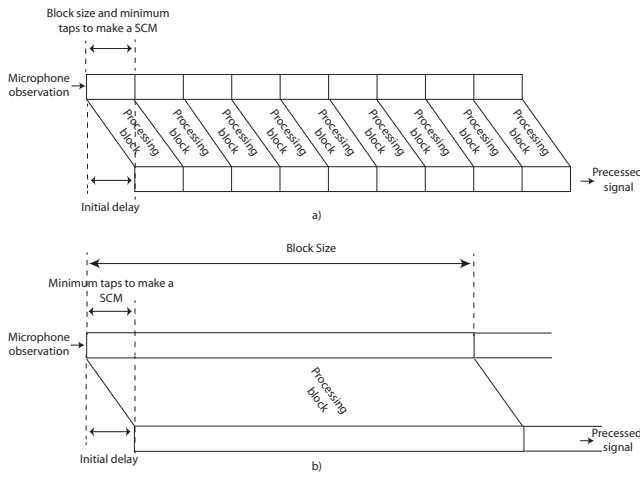 Block size and minimum
taps to make a SCM
Microphone
observation
Processing
block
Processing
block
Processing
block
Processing
block
Processing
block
Processing
block
Processing
block
Processing
block
Processing
block
Initial delay
Precessed
signal
a)
Block Size
Minimum taps to make a
SCM
Microphone
observation
Processing
block
Initial delay
Precessed
signal
b)